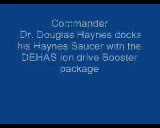 Commander
Dr. Douglas Haynes docks
his Haynes Saucer with the
DEHAS ion drive Booster
package